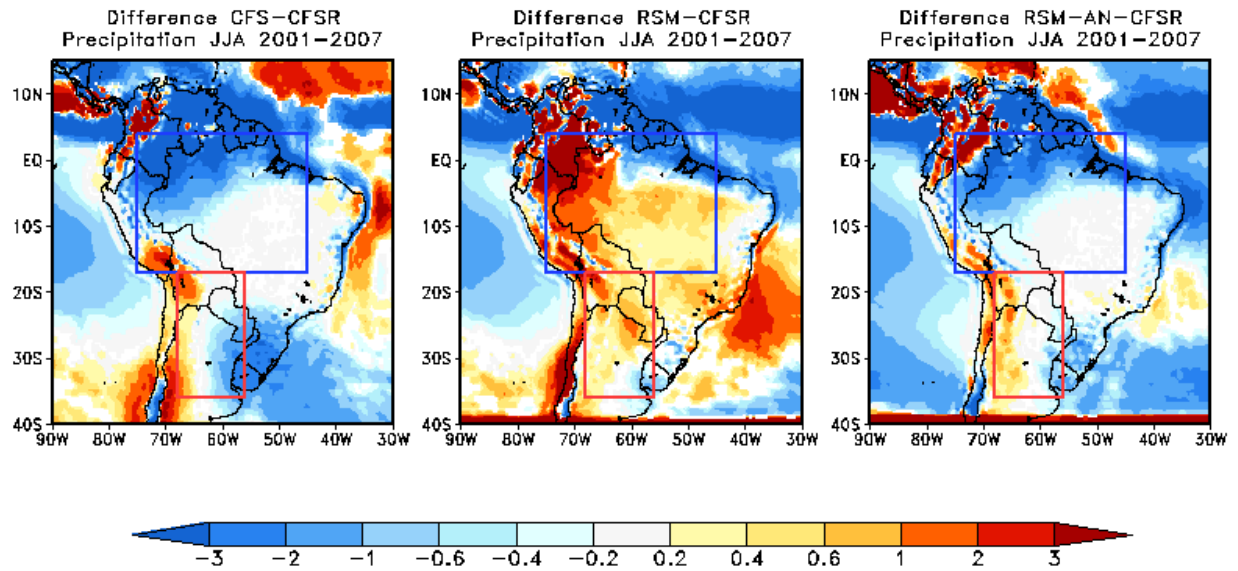 Difference CFS-CFSR
Precipitation JJA 2001-2007
Difference RSM-CFSR
Precipitation JJA 2001-2007
Difference RSM-AN-CFSR
Precipitation JJA 2001-2007
10N
EQ
10S
20S
30S
40S
90W 80W 70W 60W 50W 40W 30W
10N
EQ
10S
20S
30S
40S
90W 80W 70W 60W 50W 40W 30W
10N
EQ
10S
20S
30S
40S
90W 80W 70W 60W 50W 40W 30W
-3 -2 -1 -0.6 -0.4 -0.2 0.2 0.4 0.6 1 2 3